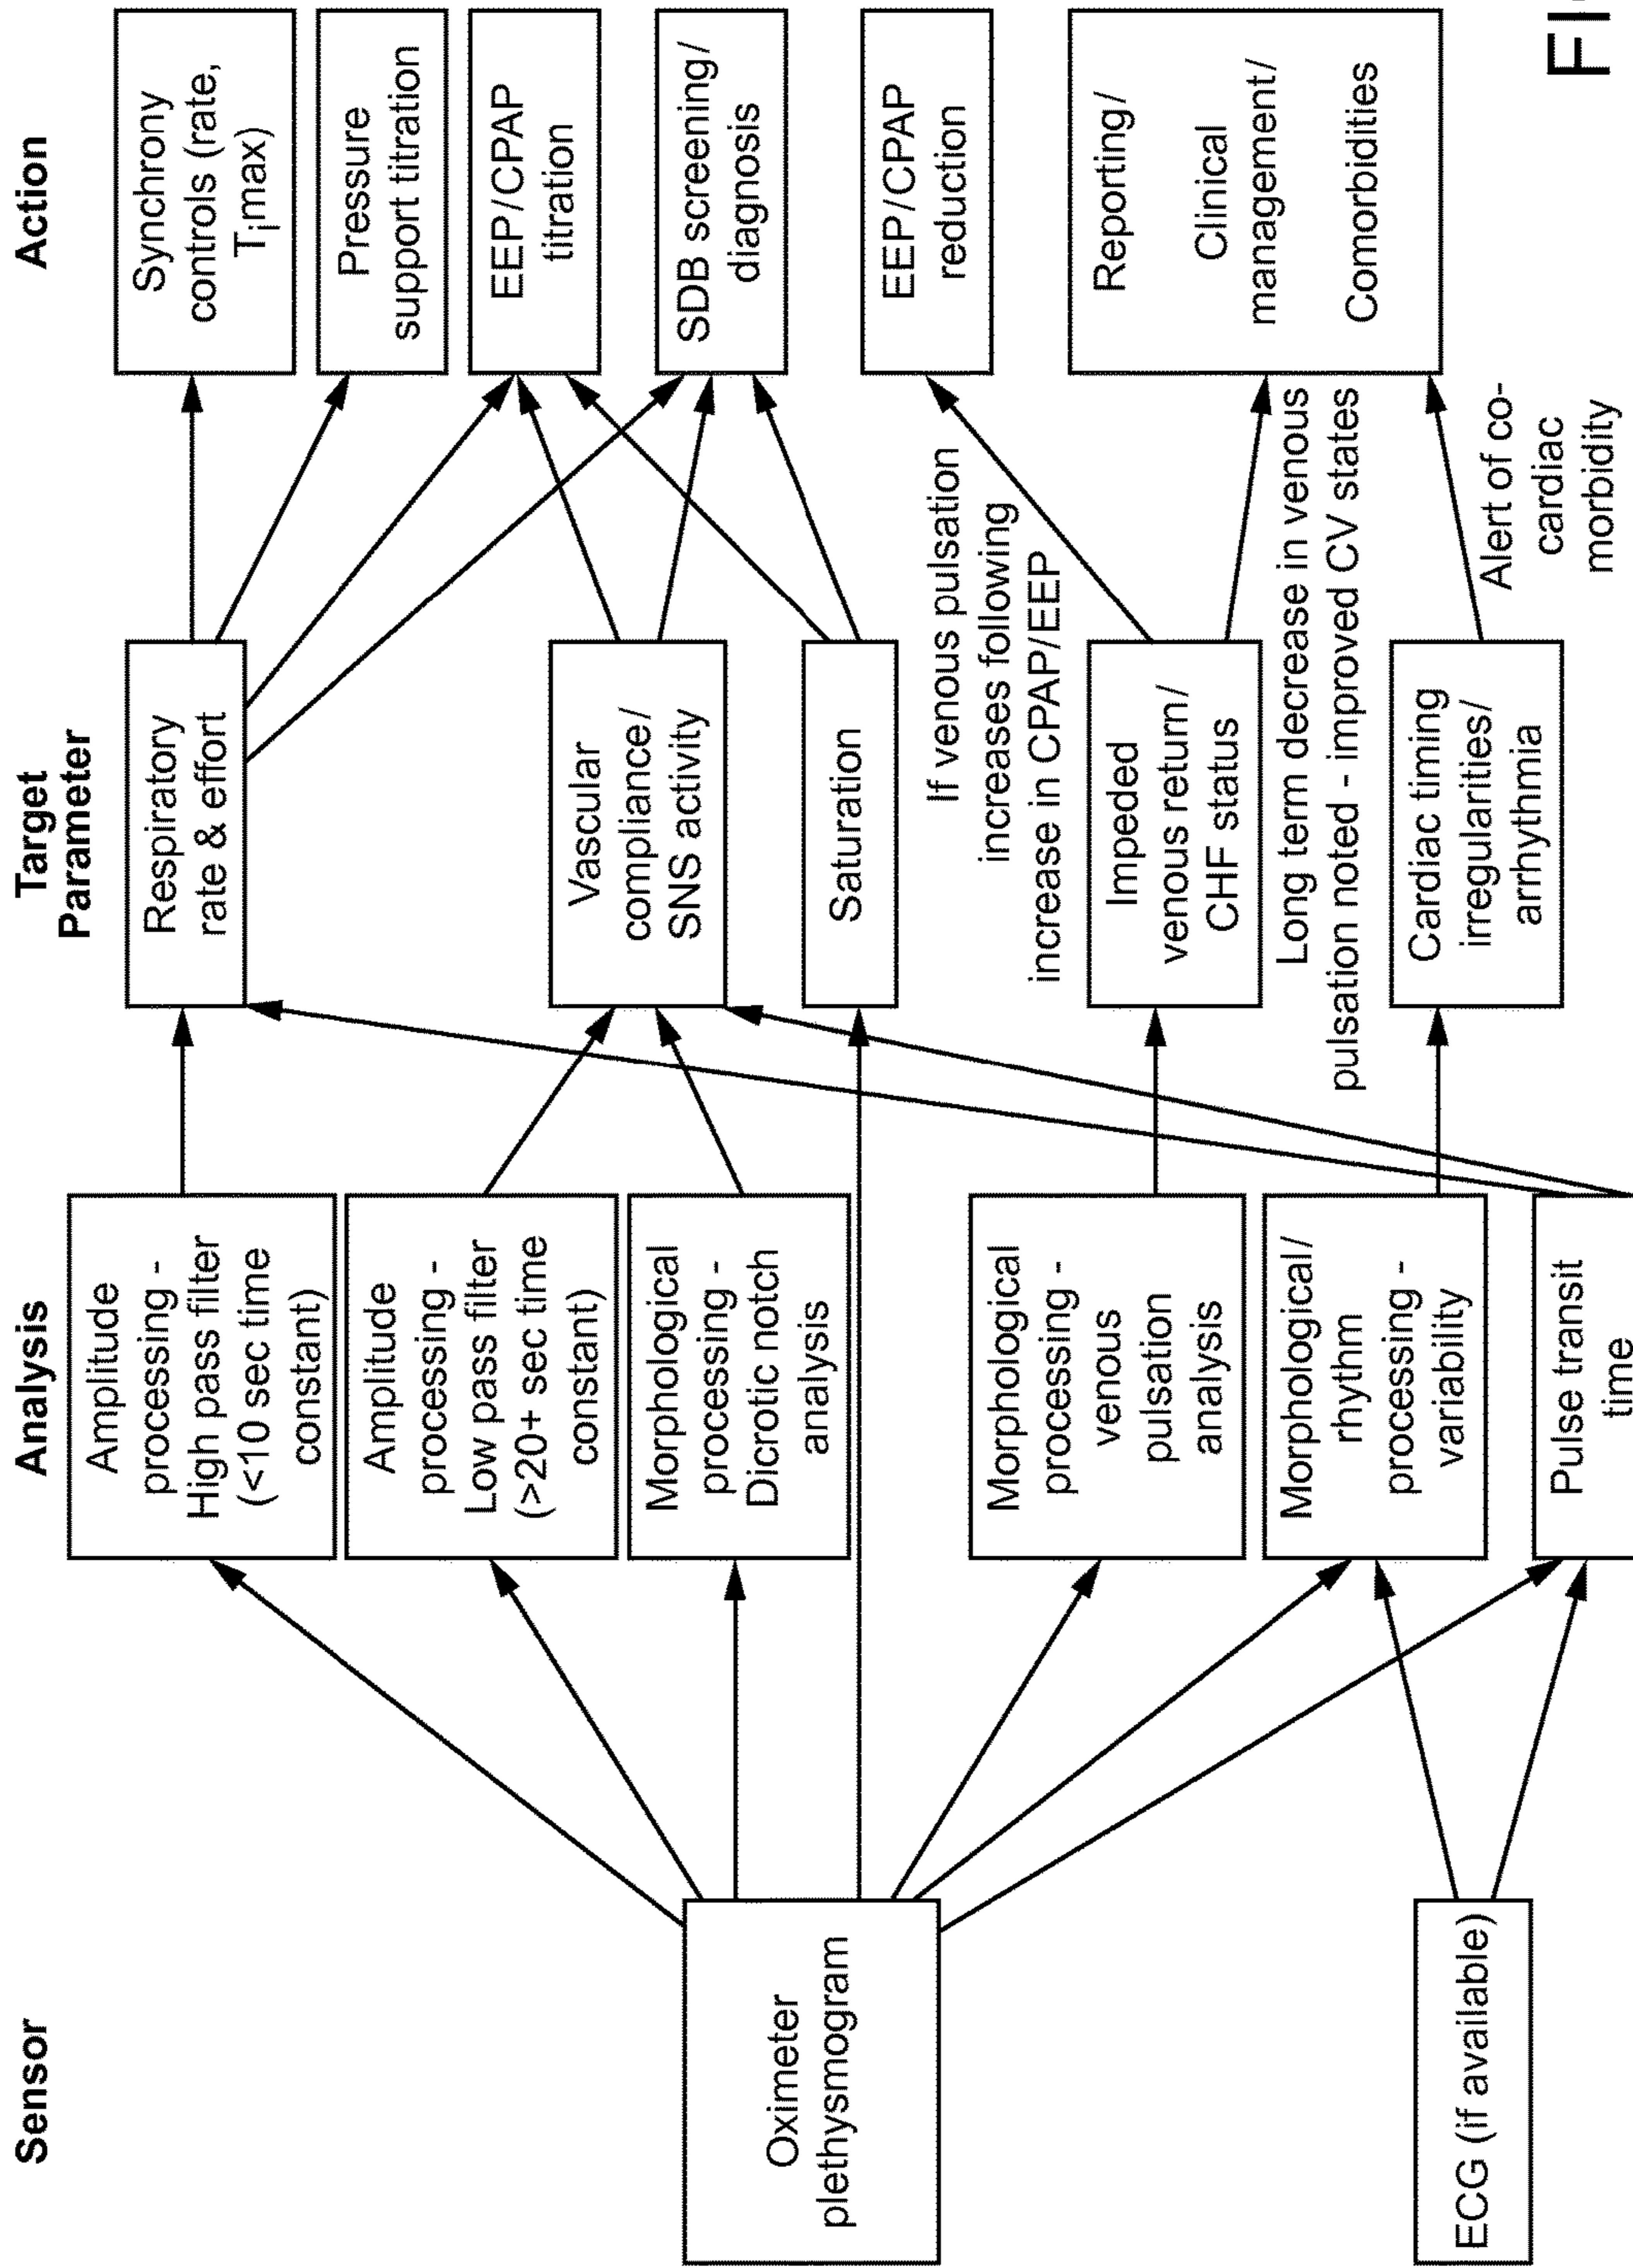 Sensor
Analysis
Target
Parameter
Action
Oximeter
plethysmogram
ECG (if available)
Amplitude
processing -
High pass filter
(<10 sec time
constant)
Amplitude
processing -
Low pass filter
(>20+ sec time
constant)
Morphological
processing -
Dicrotic notch
analysis
Morphological
processing -
venous
pulsation
analysis
Morphological/
rhythm
processing -
variability
Pulse transit
time
Respiratory
rate & effort
Vascular
compliance/
SNS activity
Saturation
If venous pulsation
increases following
increase in CPAP/EEP
Impeded
venous return/
CHF status
Long term decrease in venous
pulsation noted - improved CV states
Cardiac timing
irregularities/
arrhythmia
Alert of co-
cardiac
morbidity
Synchrony
controls (rate,
Timax)
Pressure
support titration
EEP/CPAP
titration
SDB screening/
diagnosis
EEP/CPAP
reduction
Reporting/
Clinical
management/
Comorbidities